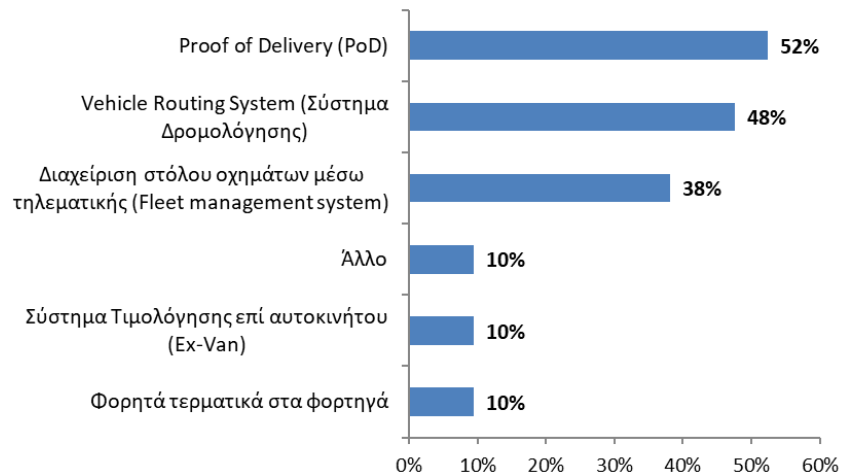 Proof of Delivery (PoD)
52%
Vehicle Routing System (Σύστημα
Δρομολόγησης)
48%
Διαχείριση στόλου οχημάτων μέσω
τηλεματικής (Fleet management system)
38%
Άλλο
10%
Σύστημα Τιμολόγησης επί αυτοκινήτου
(Ex-Van)
10%
Φορητά τερματικά στα φορτηγά
10%
0% 10% 20% 30% 40% 50% 60%